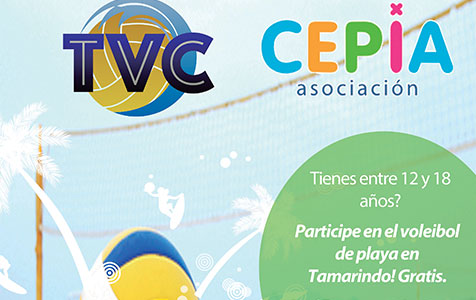 TVC
CEPIA
asociación
Tienes entre 12 y 18
años?
Participe en el voleibol
de playa en
Tamarindo! Gratis.